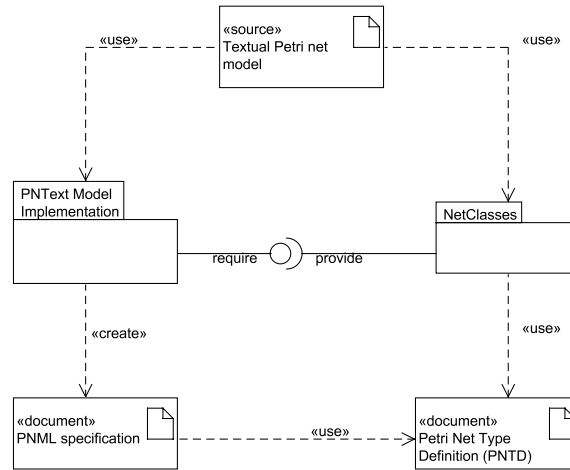 «source»
Textual Petri net
model
«use»
«use»
PNText Model
Implementation
NetClasses
require
provide
«create»
«use»
«document»
PNML specification
«use»
«document»
Petri Net Type
Definition (PNTD)